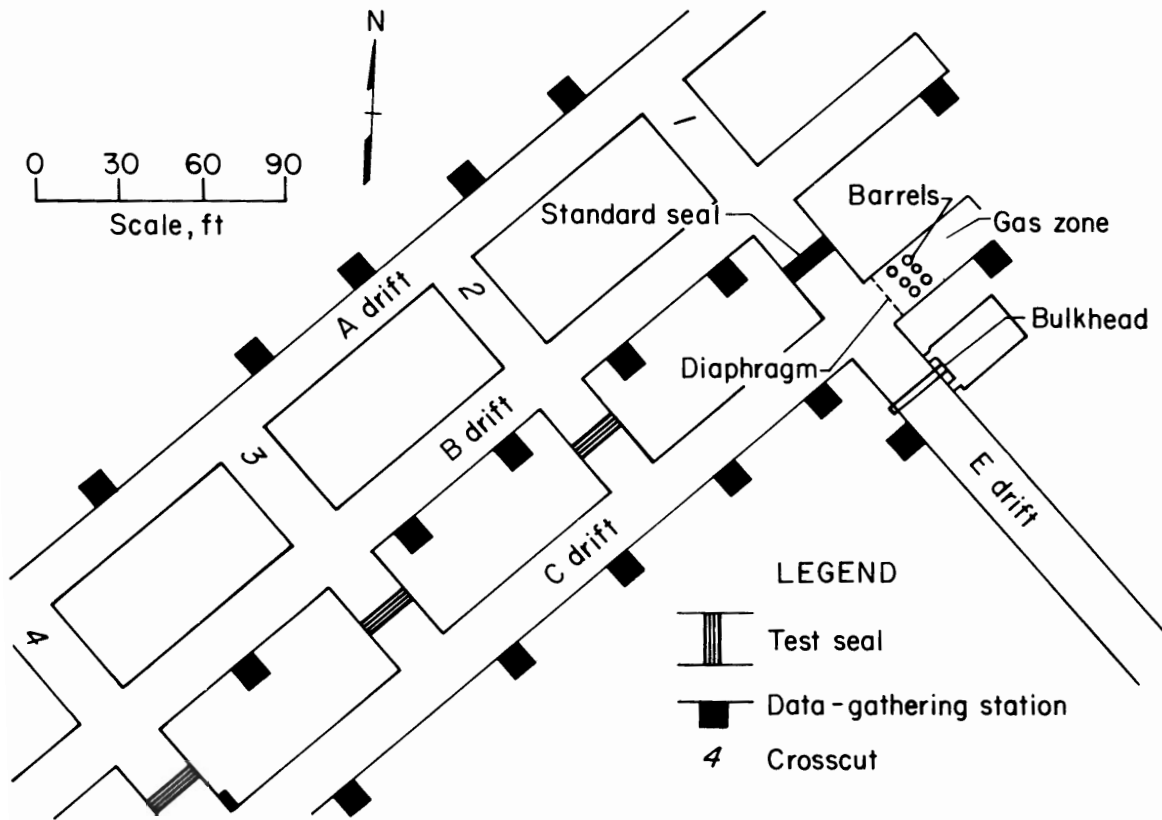 N
0 30 60 90
Scale, ft
1
Barrels
Standard seal
Gas zone
A drift
2
Bulkhead
Diaphragm
B drift
3
E drift
C drift
LEGEND
4
Test seal
Data-gathering station
4 Crosscut